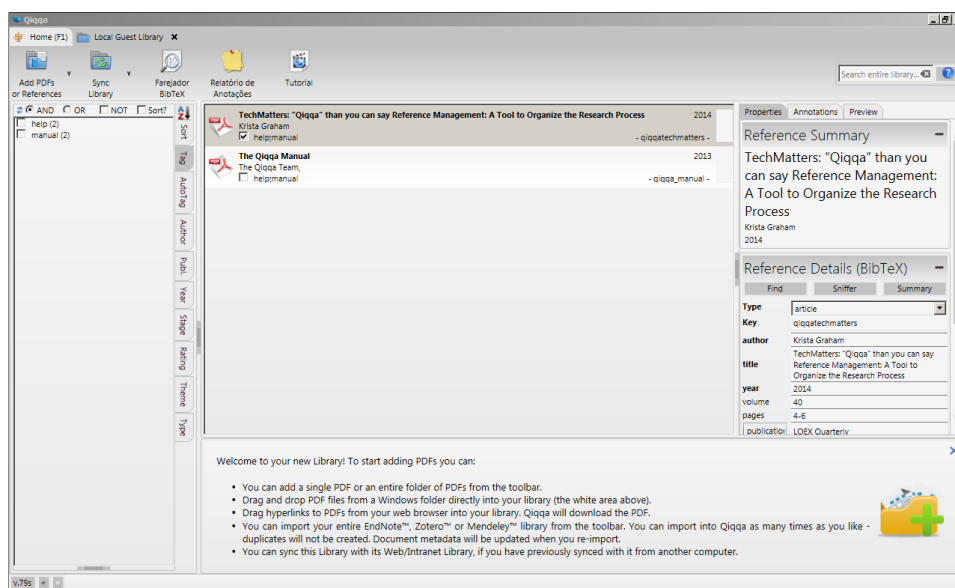 Qiqqa
Home (F1) Local Guest Library
Add PDFs
or References
Sync
Library
Farejador
BibTeX
Relatório de
Anotações
Tutorial
Search entire library...
AND OR NOT Sort?
help (2)
manual (2)
Sort
Tag
AutoTag
Author
Publ.
Year
Stage
Rating
Theme
Type
TechMatters: “Qiqqa” than you can say Reference Management: A Tool to Organize the Research Process 2014
Krista Graham
help;manual - qiqqatechmatters -
The Qiqqa Manual 2013
The Qiqqa Team,
help;manual - qiqqa_manual -
Properties Annotations Preview
Reference Summary
TechMatters: “Qiqqa” than you
can say Reference Management:
A Tool to Organize the Research
Process
Krista Graham
2014
Reference Details (BibTeX)
Find Sniffer Summary
Type article
Key qiqqatechmatters
author Krista Graham
title TechMatters: "Qiqqa" than you can say
Reference Management: A Tool to
Organize the Research Process
year 2014
volume 40
pages 4-6
publication LOEX Quarterly
Welcome to your new Library! To start adding PDFs you can:
• You can add a single PDF or an entire folder of PDFs from the toolbar.
• Drag and drop PDF files from a Windows folder directly into your library (the white area above).
• Drag hyperlinks to PDFs from your web browser into your library. Qiqqa will download the PDF.
• You can import your entire EndNote™, Zotero™ or Mendeley™ library from the toolbar. You can import into Qiqqa as many times as you like -
duplicates will not be created. Document metadata will be updated when you re-import.
• You can sync this Library with its Web/Intranet Library, if you have previously synced with it from another computer.
v.79s + -